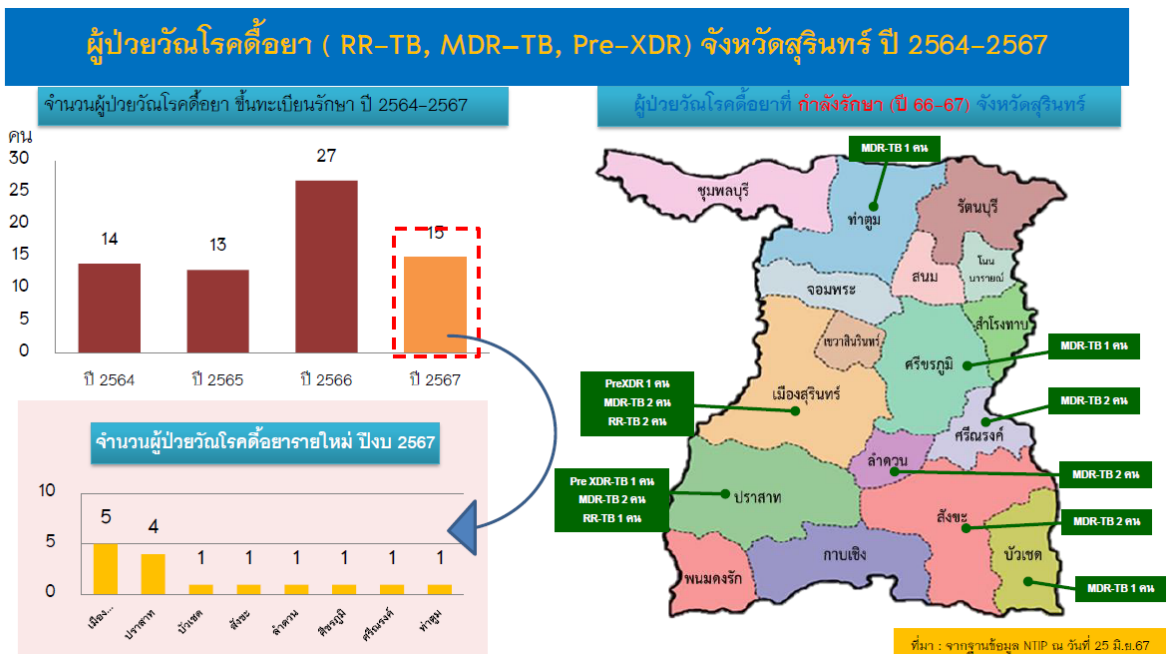 ผู้ป่วยวัณโรคดื้อยา ( RR-TB, MDR-TB, Pre-XDR) จังหวัดสุรินทร์ ปี 2564-2567
จำนวนผู้ป่วยวัณโรคดื้อยา ขึ้นทะเบียนรักษา ปี 2564-2567
คน
30
25
20
15
10
5
0
14
13
27
15
ปี 2564
ปี 2565
ปี 2566
ปี 2567
จำนวนผู้ป่วยวัณโรคดื้อยารายใหม่ ปีงบ 2567
10
5
0
5
4
1
1
1
1
1
1
เมือง...
ปราสาท
บัวเชด
สังขะ
ลำดวน
ศีขรภูมิ
ศรีณรงค์
ท่าตูม
ผู้ป่วยวัณโรคดื้อยาที่ กำลังรักษา (ปี 66-67) จังหวัดสุรินทร์
MDR-TB 1 คน
ชุมพลบุรี
ท่าตูม
รัตนบุรี
สนม
โนน
นารายณ์
จอมพระ
สำโรงทาบ
เขวาสินรินทร์
ศรีขรภูมิ
MDR-TB 1 คน
PreXDR 1 คน
MDR-TB 2 คน
RR-TB 2 คน
เมืองสุรินทร์
MDR-TB 2 คน
ศรีณรงค์
ลำดวน
MDR-TB 2 คน
Pre XDR-TB 1 คน
MDR-TB 2 คน
RR-TB 1 คน
ปราสาท
สังขะ
MDR-TB 2 คน
บัวเชด
กาบเชิง
พนมดงรัก
MDR-TB 1 คน
ที่มา : จากฐานข้อมูล NTIP ณ วันที่ 25 มิ.ย.67